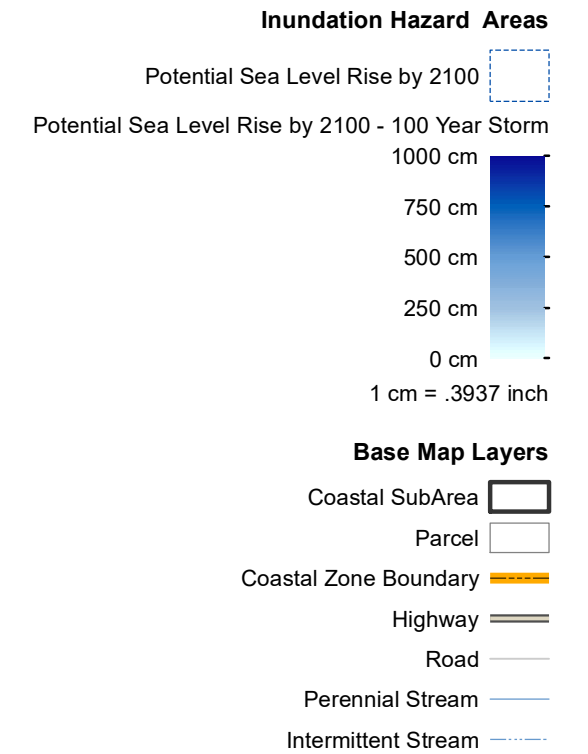 Inundation Hazard Areas
Potential Sea Level Rise by 2100
Potential Sea Level Rise by 2100 - 100 Year Storm
1000 cm
750 cm
500 cm
250 cm
0 cm
1 cm = .3937 inch
Base Map Layers
Coastal SubArea
Parcel
Coastal Zone Boundary
Highway
Road
Perennial Stream
Intermittent Stream